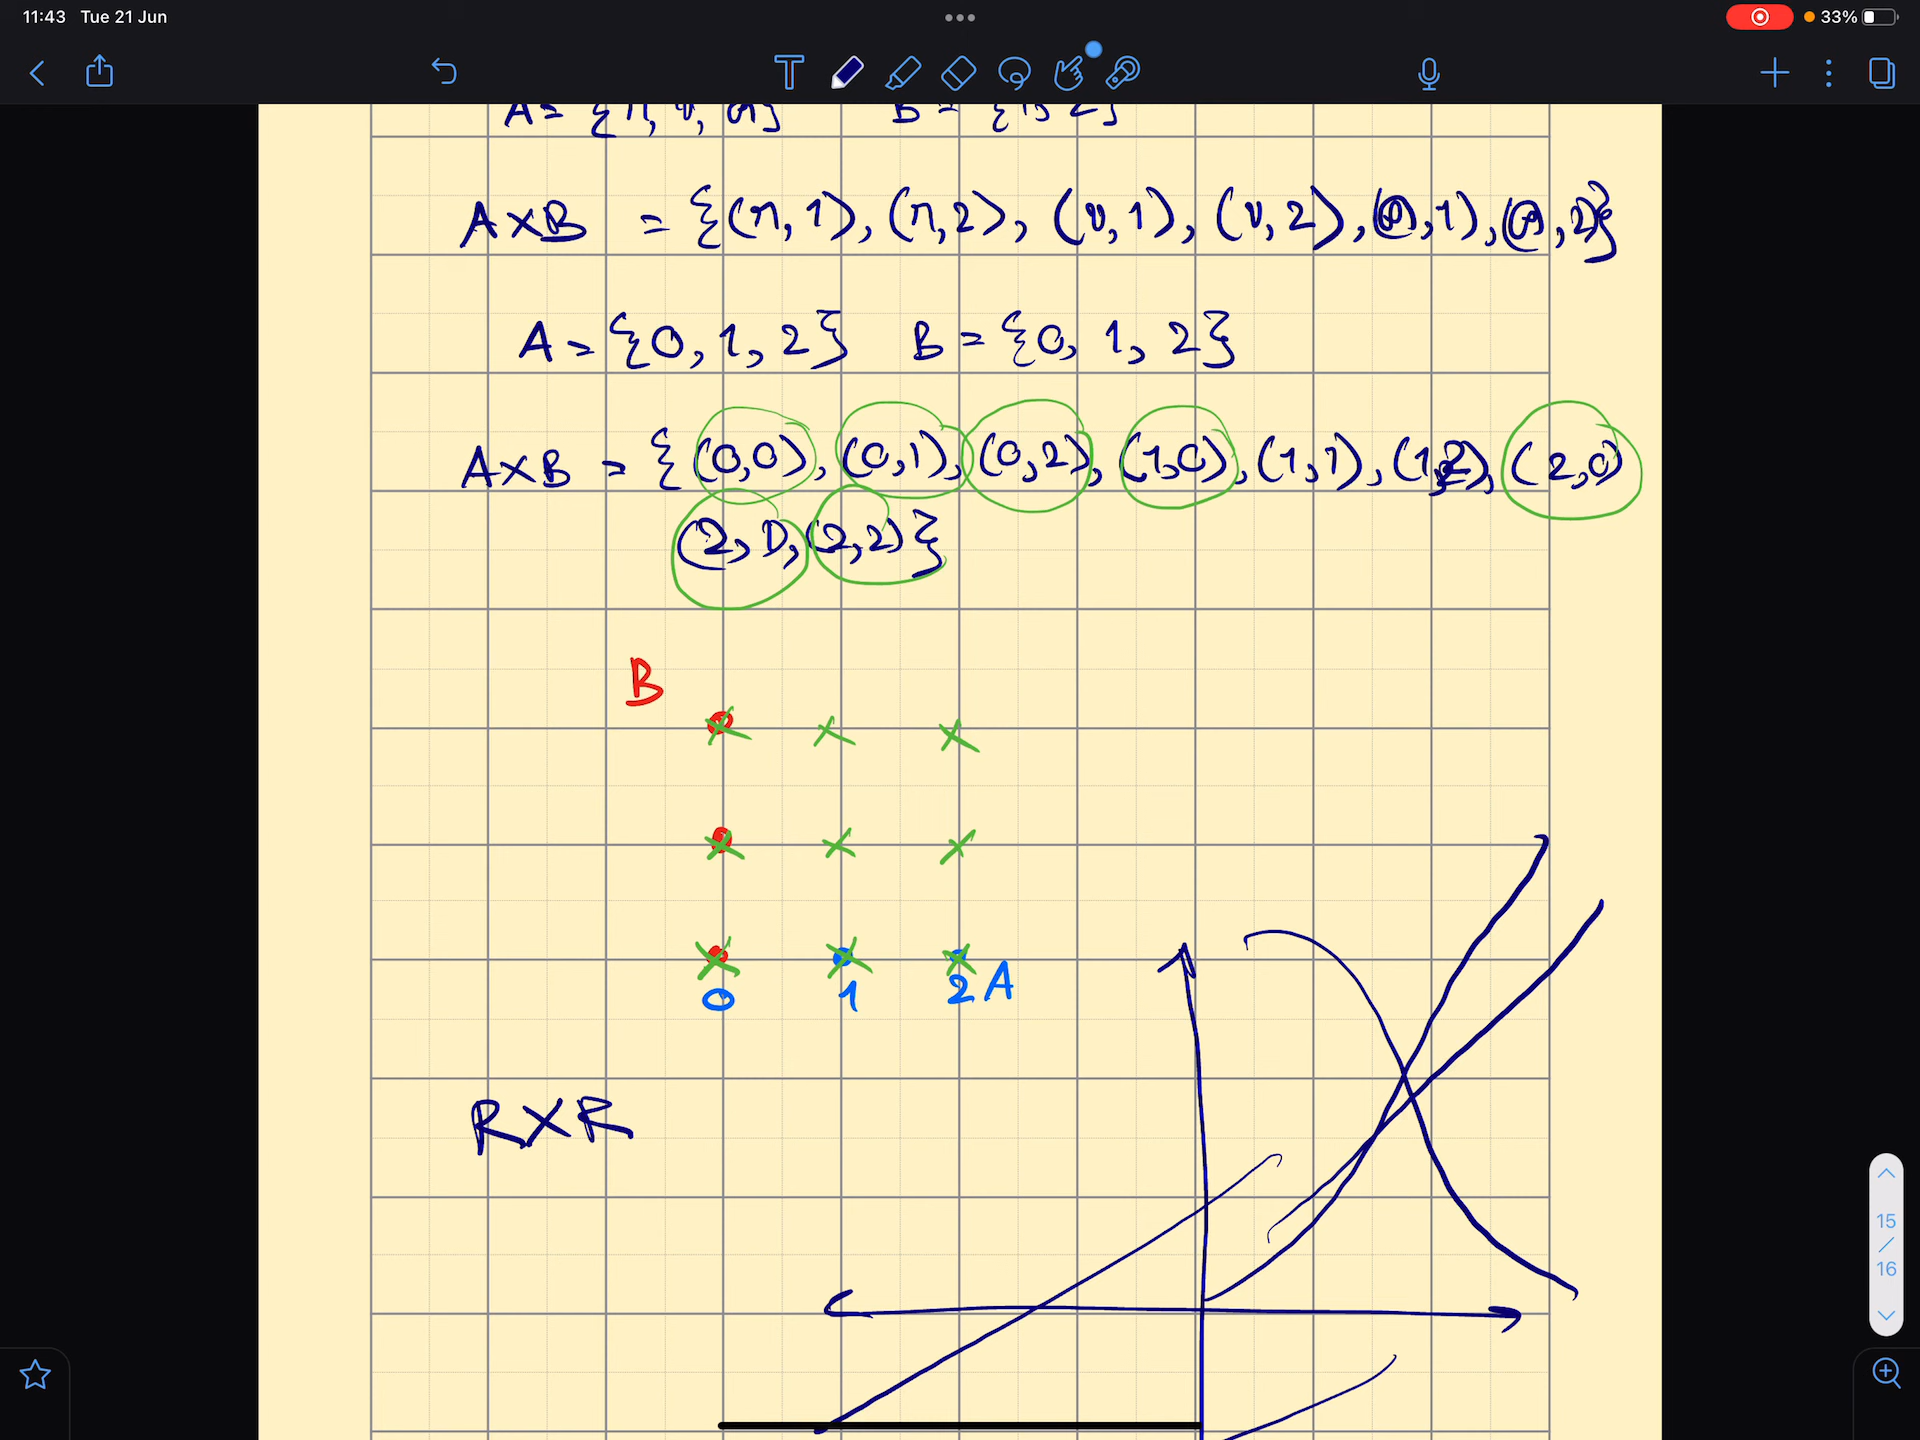 11:43 Tue 21 Jun
33%
B = {1, 2}
A×B = {(n, 1), (n, 2), (v, 1), (v, 2), (a, 1), (a, 2)}
A = {0, 1, 2} B = {0, 1, 2}
A×B = {(0,0), (0,1), (0,2), (1,0), (1,1), (1,2), (2,0)
(2,1), (2,2)}
B
0 1 2 A
R×R
15
/
16